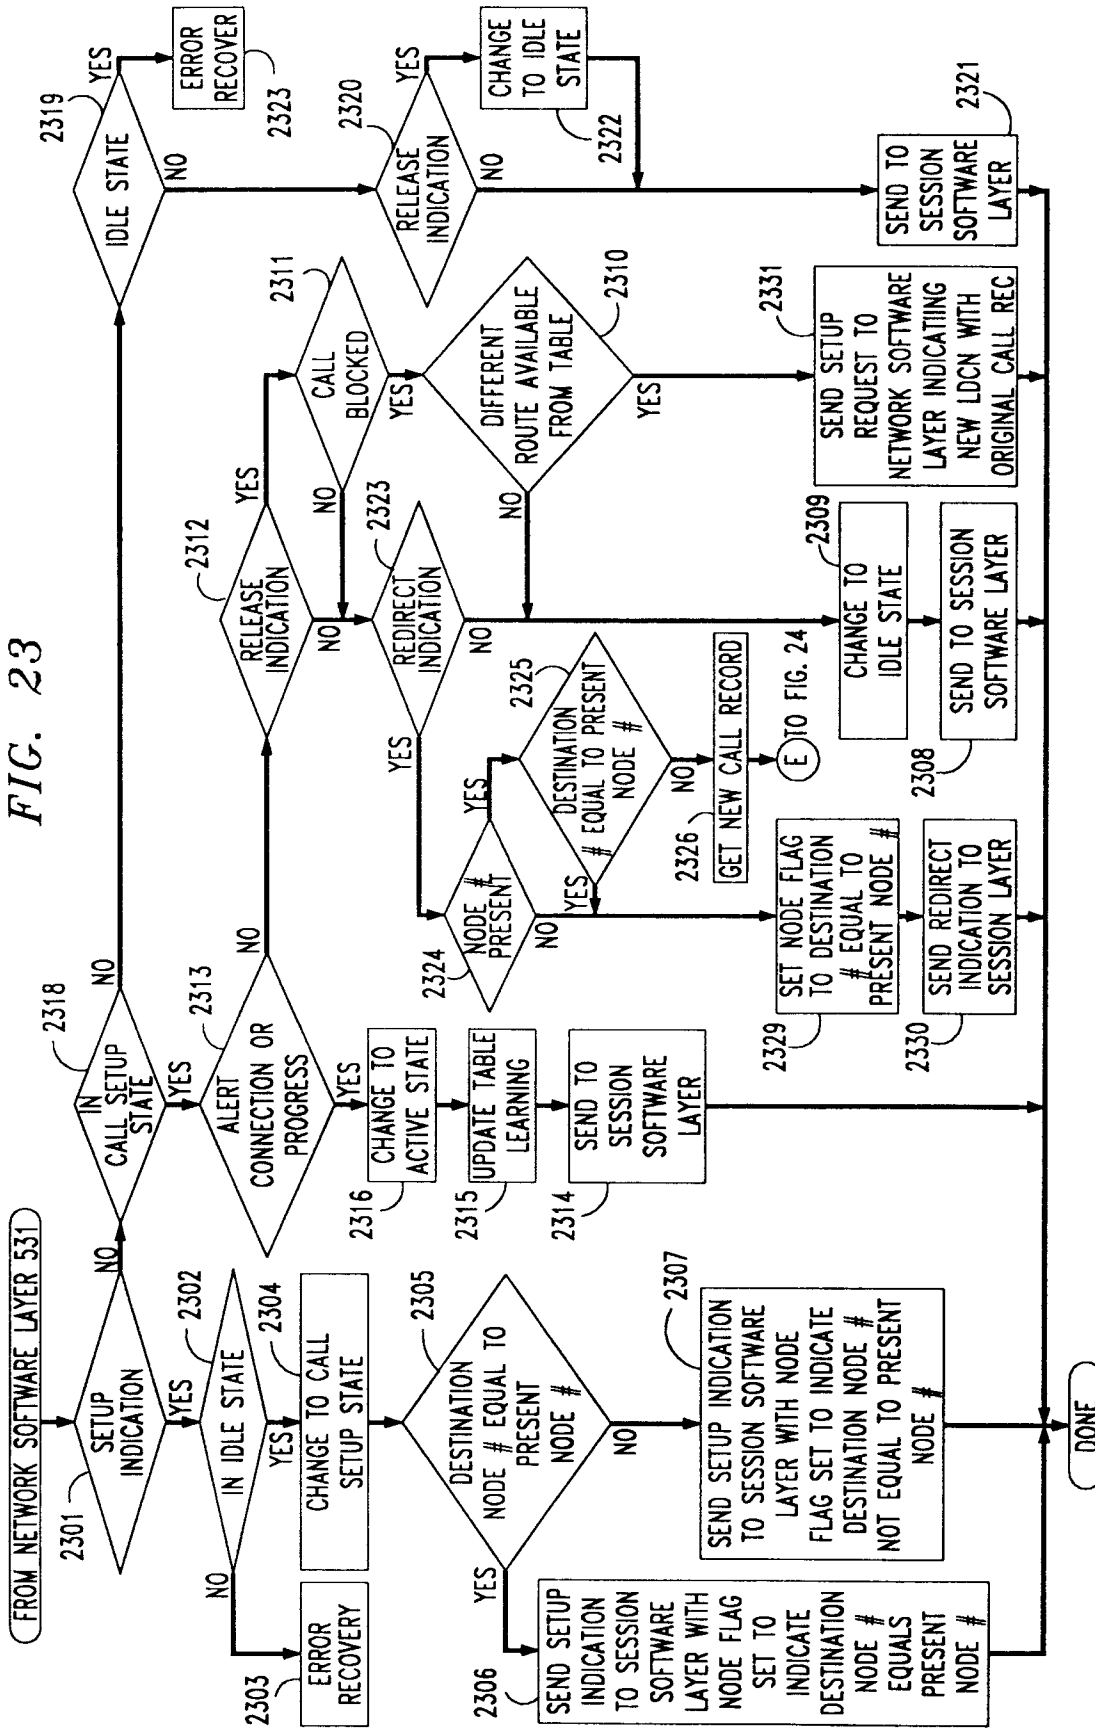 FIG. 23
FROM NETWORK SOFTWARE LAYER 531
2301
SETUP
INDICATION
NO
YES
2302
IN IDLE STATE
NO
YES
2303
ERROR
RECOVERY
2304
CHANGE TO CALL
SETUP STATE
2305
DESTINATION
NODE # EQUAL TO
PRESENT
NODE #
YES
NO
2306
SEND SETUP
INDICATION
TO SESSION
SOFTWARE
LAYER WITH
NODE FLAG
SET TO
INDICATE
DESTINATION
NODE #
EQUALS
PRESENT
NODE #
2307
SEND SETUP INDICATION
TO SESSION SOFTWARE
LAYER WITH NODE
FLAG SET TO INDICATE
DESTINATION NODE #
NOT EQUAL TO PRESENT
NODE #
2318
IN
CALL SETUP
STATE
NO
YES
2313
ALERT
CONNECTION OR
PROGRESS
NO
YES
2316
CHANGE TO
ACTIVE STATE
2315
UPDATE TABLE
LEARNING
2314
SEND TO
SESSION
SOFTWARE
LAYER
2312
RELEASE
INDICATION
YES
NO
2311
CALL
BLOCKED
NO
YES
2323
REDIRECT
INDICATION
YES
NO
2310
DIFFERENT
ROUTE AVAILABLE
FROM TABLE
NO
YES
2324
NODE #
PRESENT
YES
NO
2325
DESTINATION
# EQUAL TO PRESENT
NODE #
YES
NO
2326
GET NEW CALL RECORD
E TO FIG. 24
2329
SET NODE FLAG
TO DESTINATION
# EQUAL TO
PRESENT NODE #
2330
SEND REDIRECT
INDICATION TO
SESSION LAYER
2309
CHANGE TO
IDLE STATE
2308
SEND TO SESSION
SOFTWARE LAYER
2331
SEND SETUP
REQUEST TO
NETWORK SOFTWARE
LAYER INDICATIING
NEW LDCN WITH
ORIGINAL CALL REC
2319
IDLE STATE
YES
NO
ERROR
RECOVER
2323
2320
RELEASE
INDICATION
YES
NO
CHANGE
TO IDLE
STATE
2322
2321
SEND TO
SESSION
SOFTWARE
LAYER
DONE